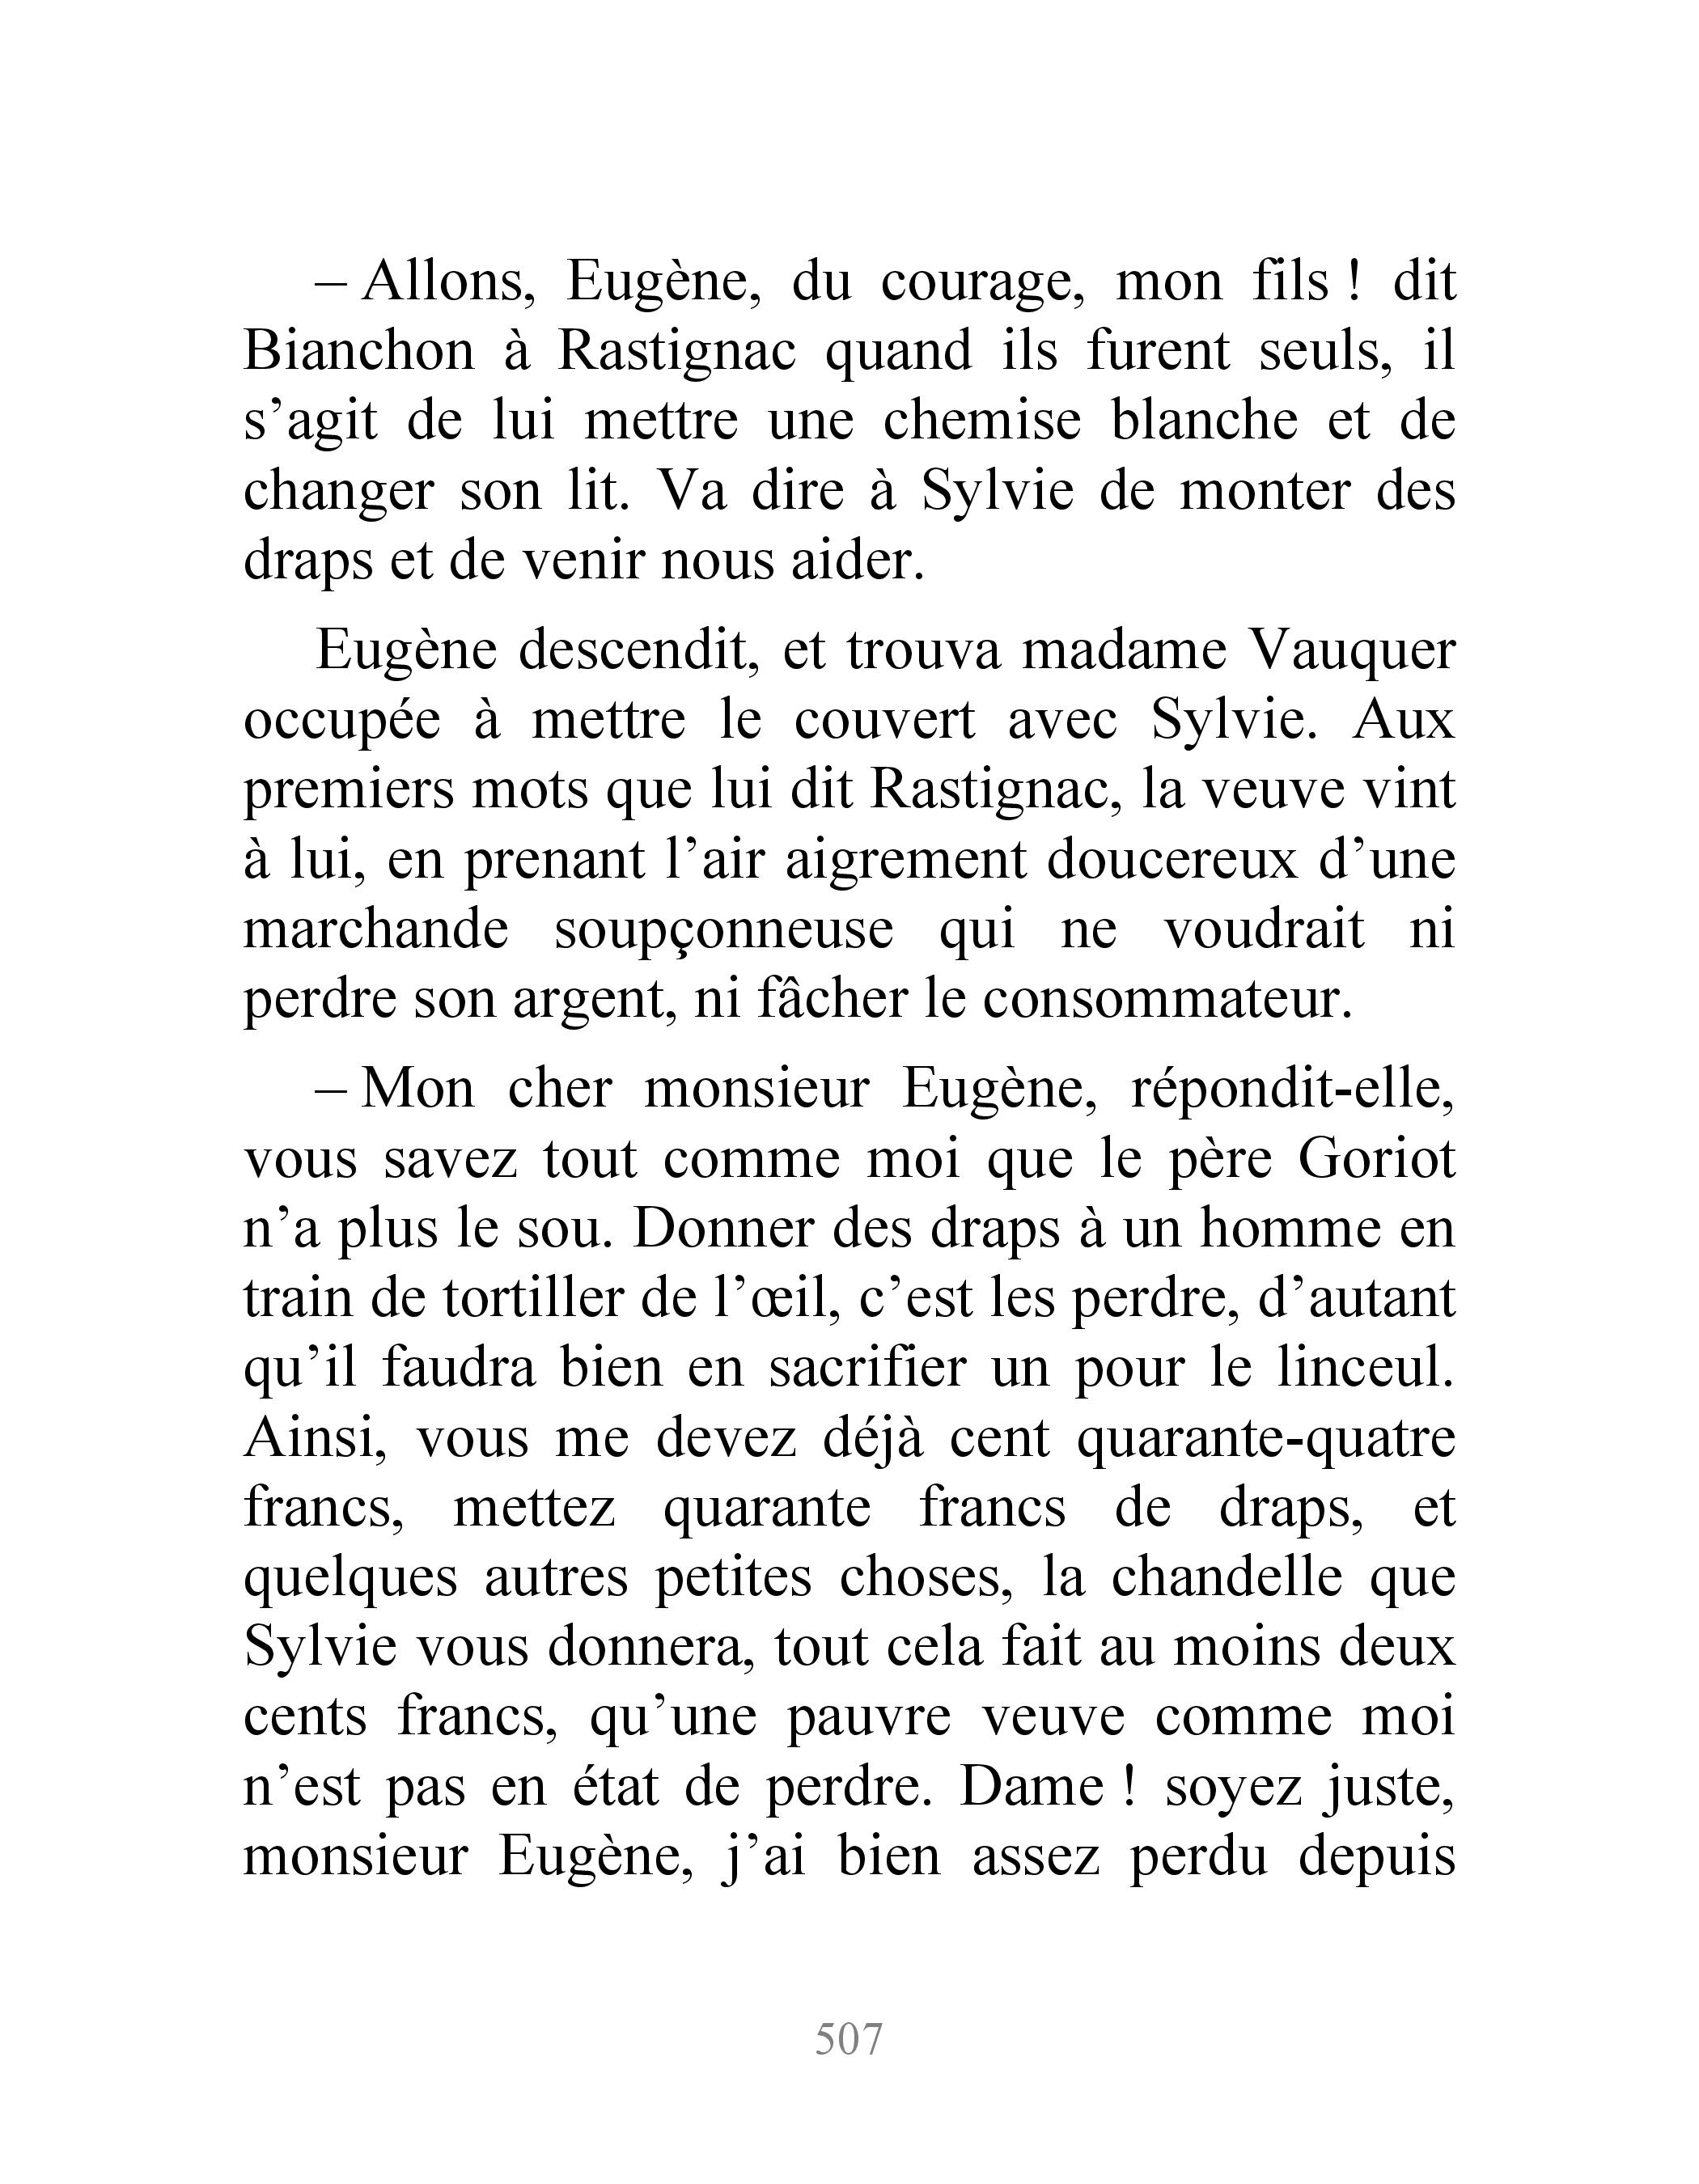 – Allons, Eugène, du courage, mon fils ! dit
Bianchon à Rastignac quand ils furent seuls, il
s’agit de lui mettre une chemise blanche et de
changer son lit. Va dire à Sylvie de monter des
draps et de venir nous aider.
Eugène descendit, et trouva madame Vauquer
occupée à mettre le couvert avec Sylvie. Aux
premiers mots que lui dit Rastignac, la veuve vint
à lui, en prenant l’air aigrement doucereux d’une
marchande soupçonneuse qui ne voudrait ni
perdre son argent, ni fâcher le consommateur.
– Mon cher monsieur Eugène, répondit-elle,
vous savez tout comme moi que le père Goriot
n’a plus le sou. Donner des draps à un homme en
train de tortiller de l’œil, c’est les perdre, d’autant
qu’il faudra bien en sacrifier un pour le linceul.
Ainsi, vous me devez déjà cent quarante-quatre
francs, mettez quarante francs de draps, et
quelques autres petites choses, la chandelle que
Sylvie vous donnera, tout cela fait au moins deux
cents francs, qu’une pauvre veuve comme moi
n’est pas en état de perdre. Dame ! soyez juste,
monsieur Eugène, j’ai bien assez perdu depuis
507